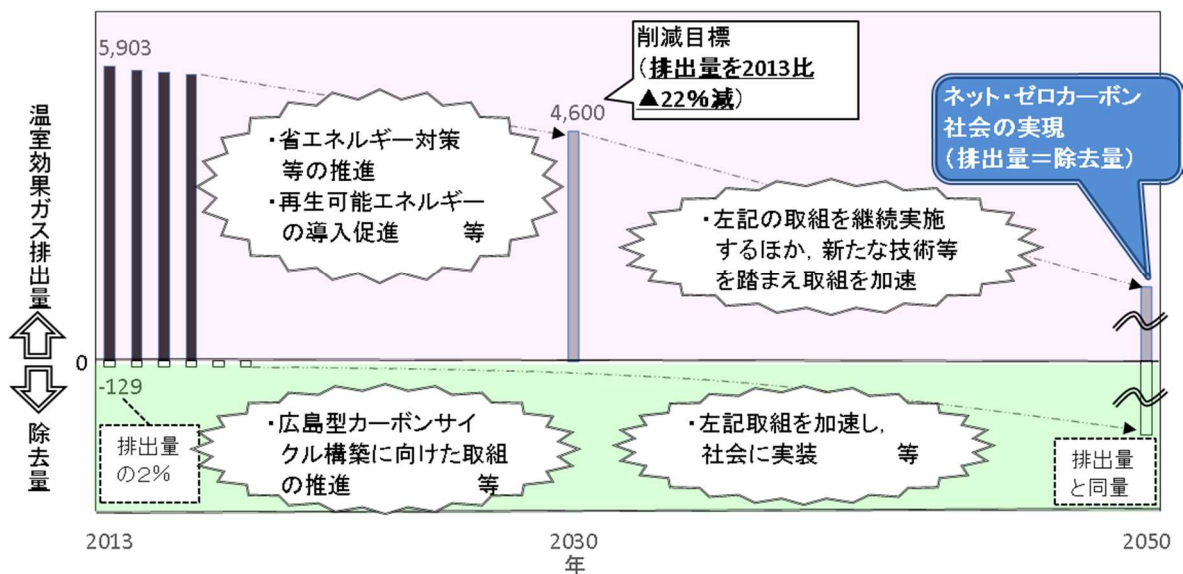 温室効果ガス排出量
除去量
5,903
削減目標
（排出量を2013比
▲22%減）
4,600
ネット・ゼロカーボン
社会の実現
（排出量＝除去量）
・省エネルギー対策
等の推進
・再生可能エネルギー
の導入促進　　等
・左記の取組を継続実施
するほか，新たな技術等
を踏まえ取組を加速
0
-129
排出量
の2%
・広島型カーボンサイ
クル構築に向けた取組
の推進　　等
・左記取組を加速し，
社会に実装　　等
排出量
と同量
2013
2030
2050
年